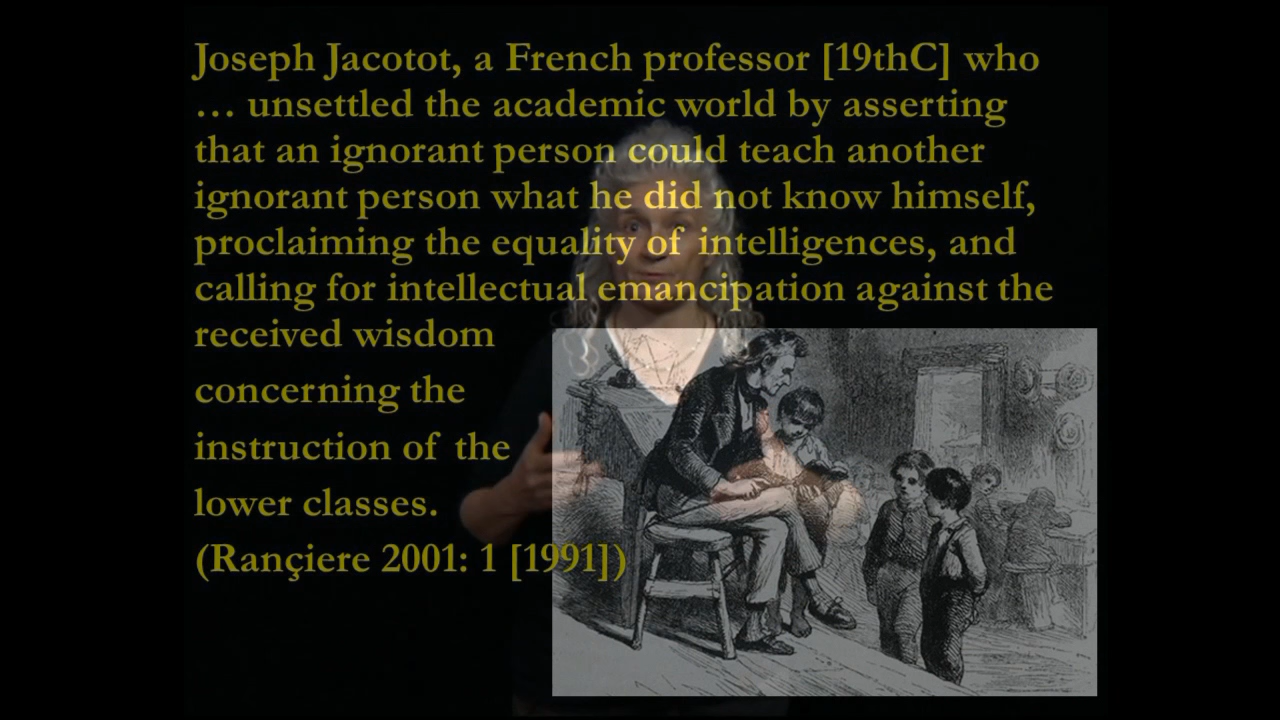 Joseph Jacotot, a French professor [19thC] who
… unsettled the academic world by asserting
that an ignorant person could teach another
ignorant person what he did not know himself,
proclaiming the equality of intelligences, and
calling for intellectual emancipation against the
received wisdom
concerning the
instruction of the
lower classes.
(Rançiere 2001: 1 [1991])